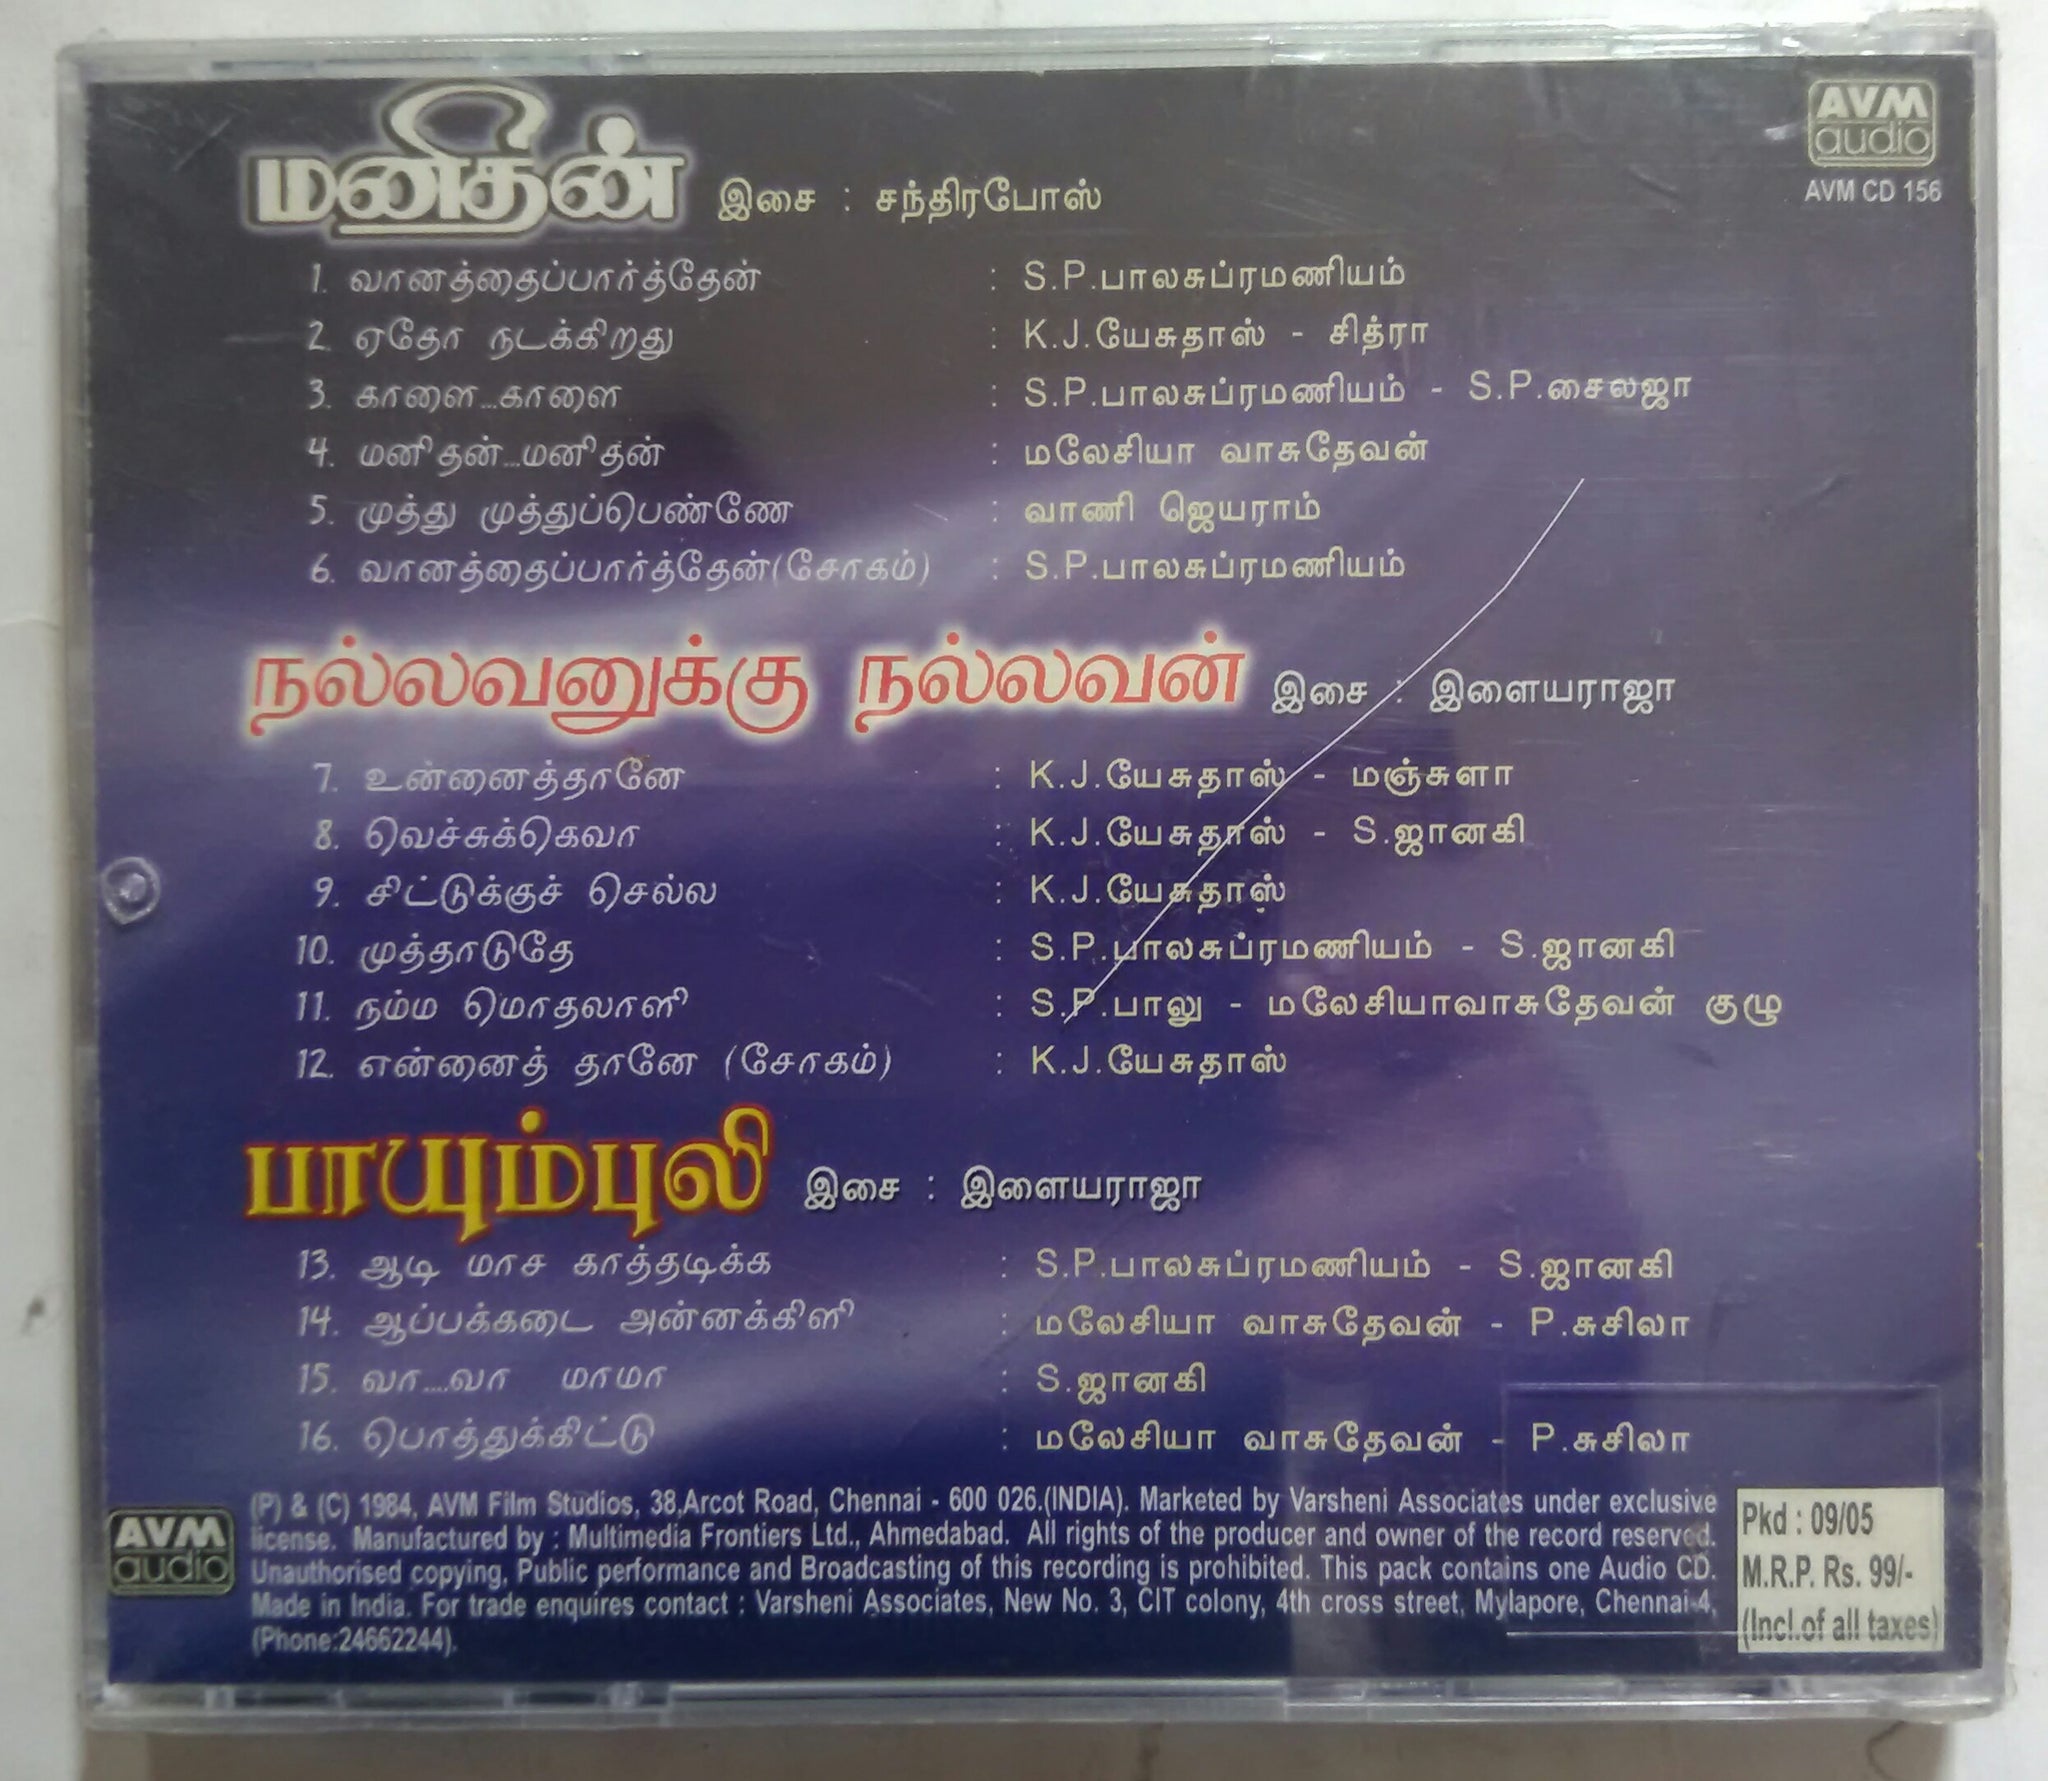 மனிதன் இசை : சந்திரபோஸ்
AVM
audio
AVM CD 156
1. வானத்தைப்பார்த்தேன் : S.P.பாலசுப்ரமணியம்
2. ஏதோ நடக்கிறது : K.J.யேசுதாஸ் - சித்ரா
3. காளை...காளை : S.P.பாலசுப்ரமணியம் - S.P.சைலஜா
4. மனிதன்...மனிதன் : மலேசியா வாசுதேவன்
5. முத்து முத்துப்பெண்ணே : வாணி ஜெயராம்
6. வானத்தைப்பார்த்தேன்(சோகம்) : S.P.பாலசுப்ரமணியம்
நல்லவனுக்கு நல்லவன் இசை : இளையராஜா
7. உன்னைத்தானே : K.J.யேசுதாஸ் - மஞ்சுளா
8. வெச்சுக்கெவா : K.J.யேசுதாஸ் - S.ஜானகி
9. சிட்டுக்குச் செல்ல : K.J.யேசுதாஸ்
10. முத்தாடுதே : S.P.பாலசுப்ரமணியம் - S.ஜானகி
11. நம்ம மொதலாளி : S.P.பாலு - மலேசியாவாசுதேவன் குழு
12. என்னைத் தானே (சோகம்) : K.J.யேசுதாஸ்
பாயும்புலி இசை : இளையராஜா
13. ஆடி மாச காத்தடிக்க : S.P.பாலசுப்ரமணியம் - S.ஜானகி
14. ஆப்பக்கடை அன்னக்கிளி : மலேசியா வாசுதேவன் - P.சுசிலா
15. வா....வா மாமா : S.ஜானகி
16. பொத்துக்கிட்டு : மலேசியா வாசுதேவன் - P.சுசிலா
AVM
audio
(P) & (C) 1984, AVM Film Studios, 38,Arcot Road, Chennai - 600 026.(INDIA). Marketed by Varsheni Associates under exclusive
license. Manufactured by : Multimedia Frontiers Ltd., Ahmedabad. All rights of the producer and owner of the record reserved.
Unauthorised copying, Public performance and Broadcasting of this recording is prohibited. This pack contains one Audio CD.
Made in India. For trade enquires contact : Varsheni Associates, New No. 3, CIT colony, 4th cross street, Mylapore, Chennai-4,
(Phone:24662244).
Pkd : 09/05
M.R.P. Rs. 99/-
(Incl.of all taxes)